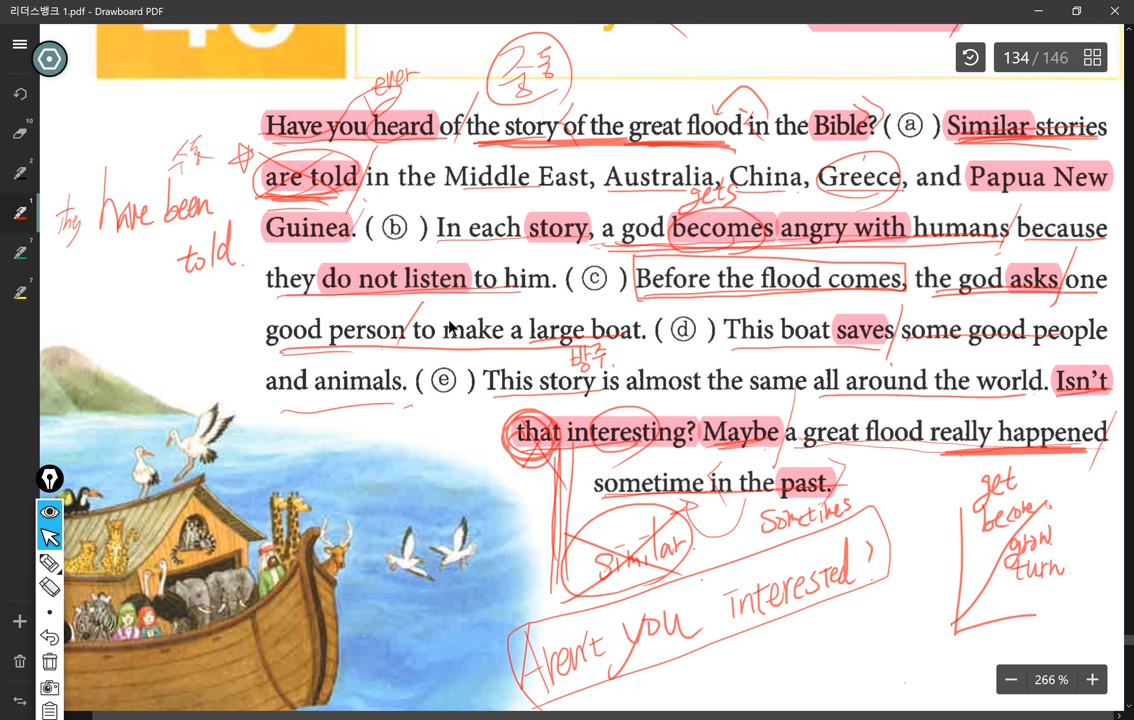 리더스뱅크 1.pdf - Drawboard PDF
134 / 146
ever
Have you heard of the story of the great flood in the Bible? ( ⓐ ) Similar stories
수동
are told in the Middle East, Australia, China, Greece, and Papua New
gets
they have been
Guinea. ( ⓑ ) In each story, a god becomes angry with humans because
told.
they do not listen to him. ( ⓒ ) Before the flood comes, the god asks one
good person to make a large boat. ( ⓓ ) This boat saves some good people
방주
and animals. ( ⓔ ) This story is almost the same all around the world. Isn't
that interesting? Maybe a great flood really happened
sometime in the past.
Sometimes
get
become
grow
turn
similar
Aren't you interested?
10
2
1
7
7
266 %